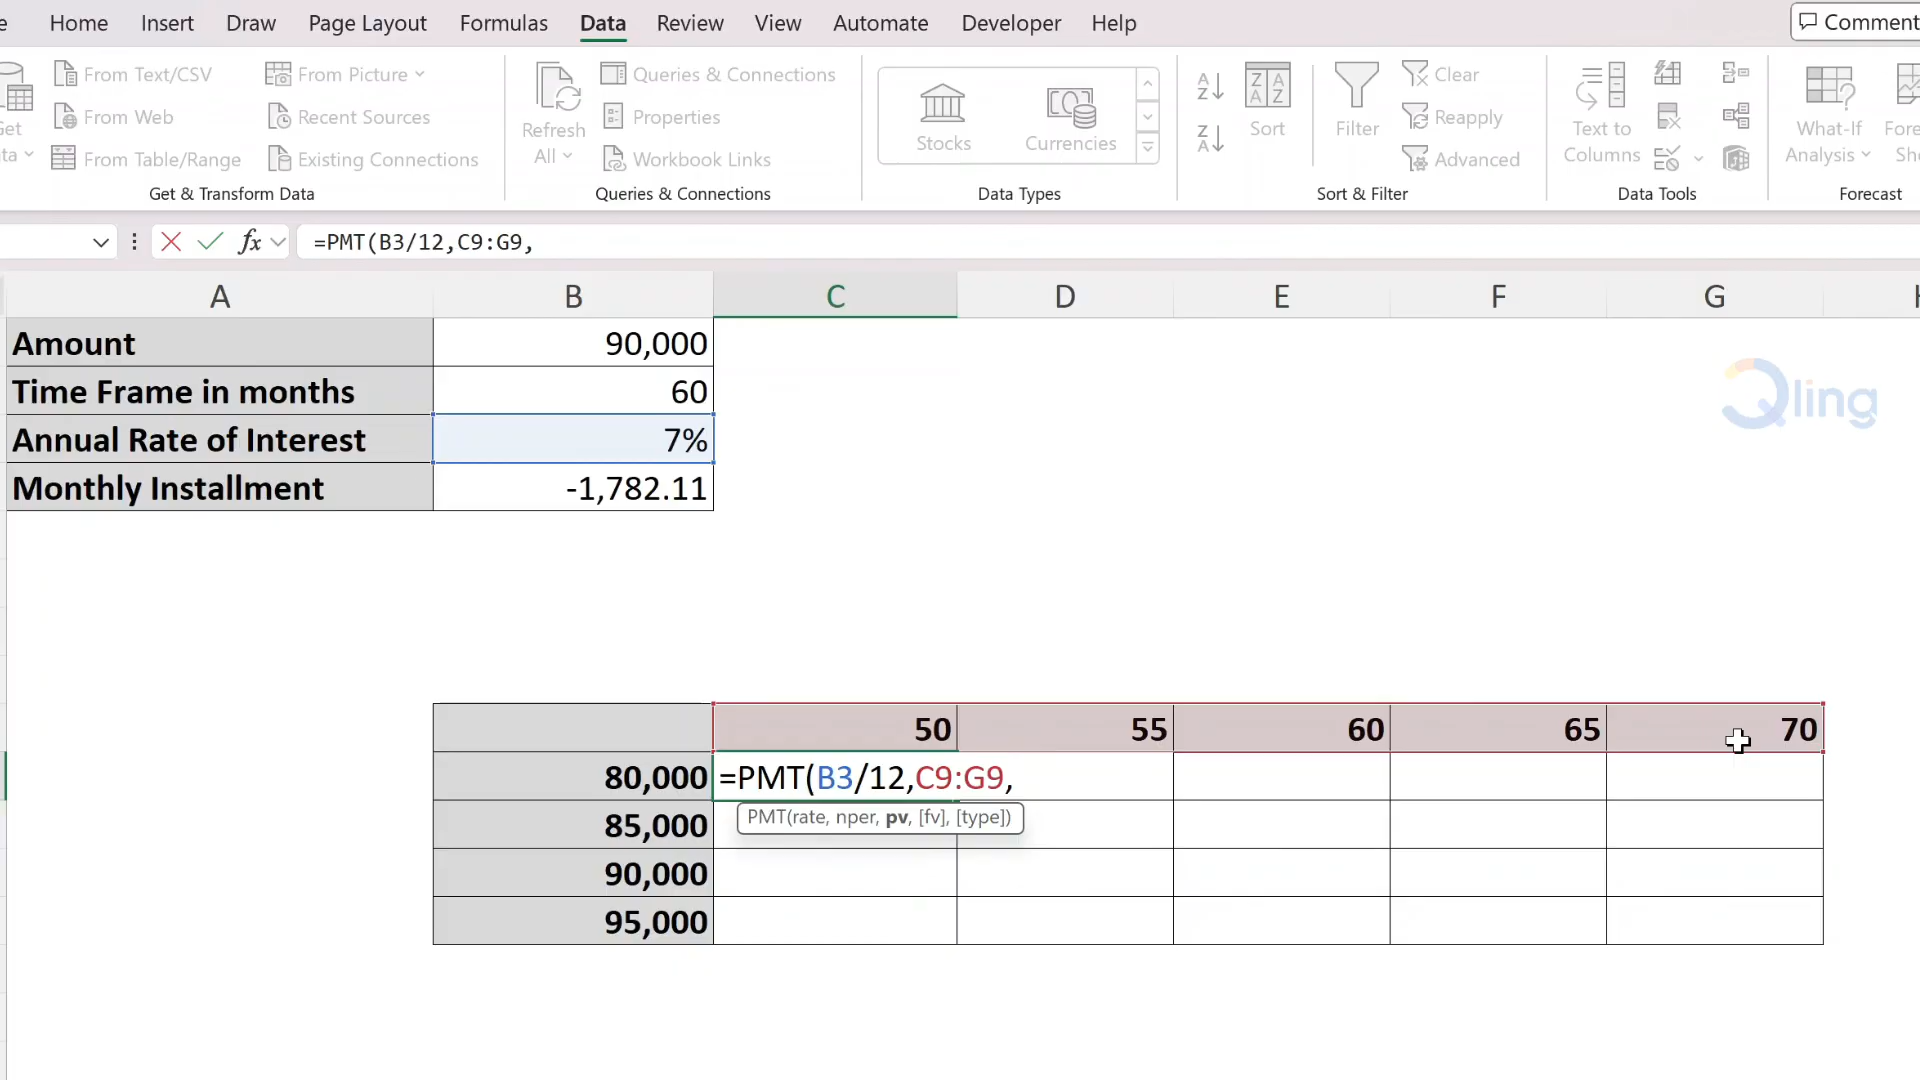 Home Insert Draw Page Layout Formulas Data Review View Automate Developer Help
From Text/CSV
From Web
From Table/Range
From Picture
Recent Sources
Existing Connections
Get & Transform Data
Refresh
All
Queries & Connections
Properties
Workbook Links
Queries & Connections
Stocks
Currencies
Data Types
Sort
Filter
Clear
Reapply
Advanced
Sort & Filter
Text to
Columns
Data Tools
What-If
Analysis
Forecast
fx =PMT(B3/12,C9:G9,
A B C D E F G
Amount 90,000
Time Frame in months 60
Annual Rate of Interest 7%
Monthly Installment -1,782.11
Qling
50 55 60 65 70
80,000 =PMT(B3/12,C9:G9,
PMT(rate, nper, pv, [fv], [type])
85,000
90,000
95,000